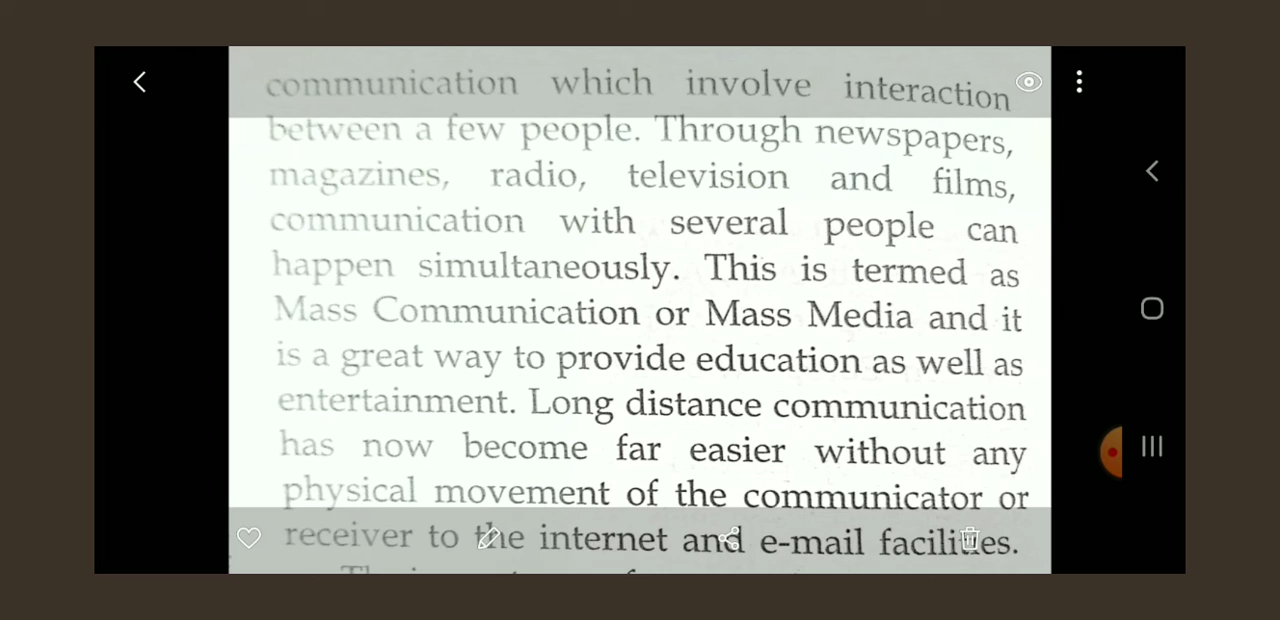 communication which involve interaction
between a few people. Through newspapers,
magazines, radio, television and films,
communication with several people can
happen simultaneously. This is termed as
Mass Communication or Mass Media and it
is a great way to provide education as well as
entertainment. Long distance communication
has now become far easier without any
physical movement of the communicator or
receiver to the internet and e-mail facilities.